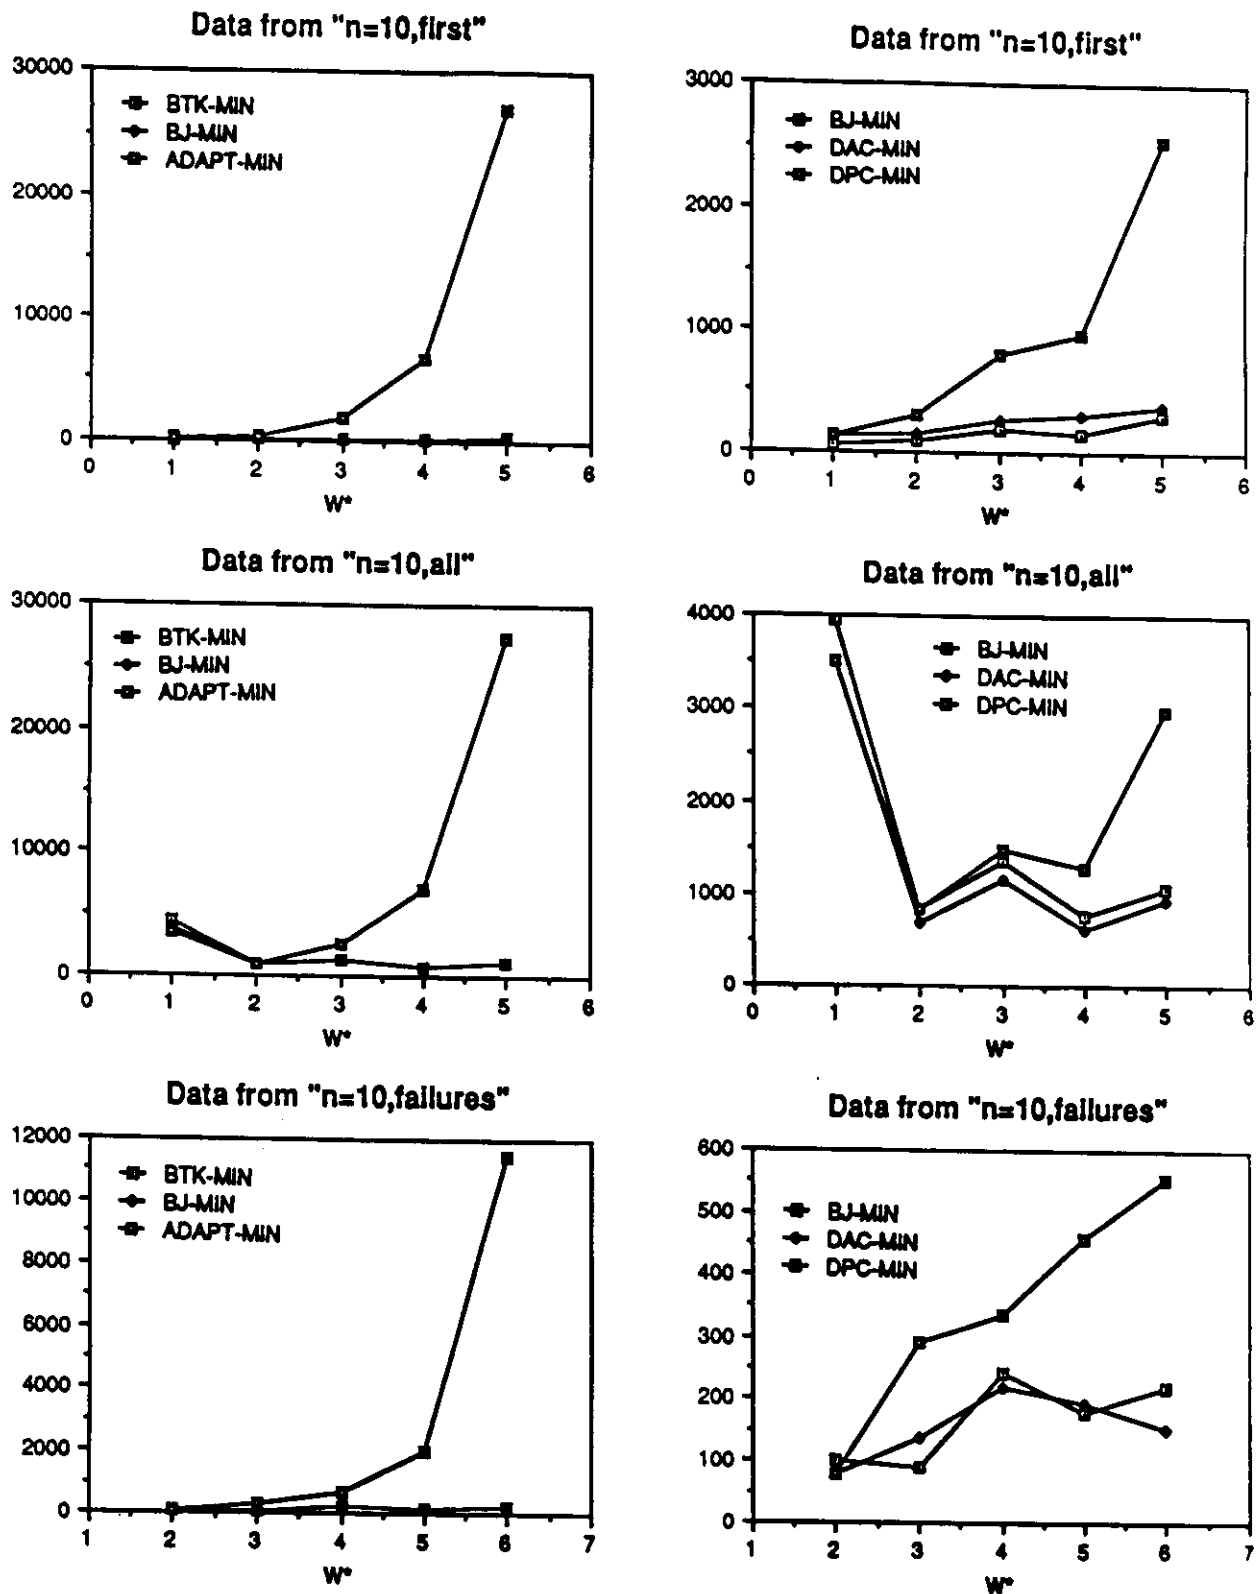 Data from "n=10,first"
30000
20000
10000
0
BTK-MIN
BJ-MIN
ADAPT-MIN
0 1 2 3 4 5 6
W*
Data from "n=10,first"
3000
2000
1000
0
BJ-MIN
DAC-MIN
DPC-MIN
0 1 2 3 4 5 6
W*
Data from "n=10,all"
30000
20000
10000
0
BTK-MIN
BJ-MIN
ADAPT-MIN
0 1 2 3 4 5 6
W*
Data from "n=10,all"
4000
3000
2000
1000
0
BJ-MIN
DAC-MIN
DPC-MIN
0 1 2 3 4 5 6
W*
Data from "n=10,failures"
12000
10000
8000
6000
4000
2000
0
BTK-MIN
BJ-MIN
ADAPT-MIN
1 2 3 4 5 6 7
W*
Data from "n=10,failures"
600
500
400
300
200
100
0
BJ-MIN
DAC-MIN
DPC-MIN
1 2 3 4 5 6 7
W*